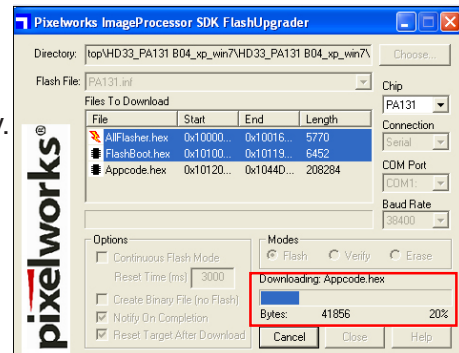 Pixelworks ImageProcessor SDK FlashUpgrader
Directory: top\HD33_PA131 B04_xp_win7\HD33_PA131 B04_xp_win7\ Choose...
Flash File: PA131.inf
Chip
PA131
Files To Download
File Start End Length
AllFlasher.hex 0x10000... 0x10016... 5770
FlashBoot.hex 0x10100... 0x10119... 6452
Appcode.hex 0x10120... 0x1044D... 208284
Connection
Serial
COM Port
COM1:
Baud Rate
38400
y.
pixelworks®
Options
Continuous Flash Mode
Reset Time (ms) 3000
Create Binary File (no Flash)
Notify On Completion
Reset Target After Download
Modes
Flash Verify Erase
Downloading: Appcode.hex
Bytes: 41856 20%
Cancel Close Help